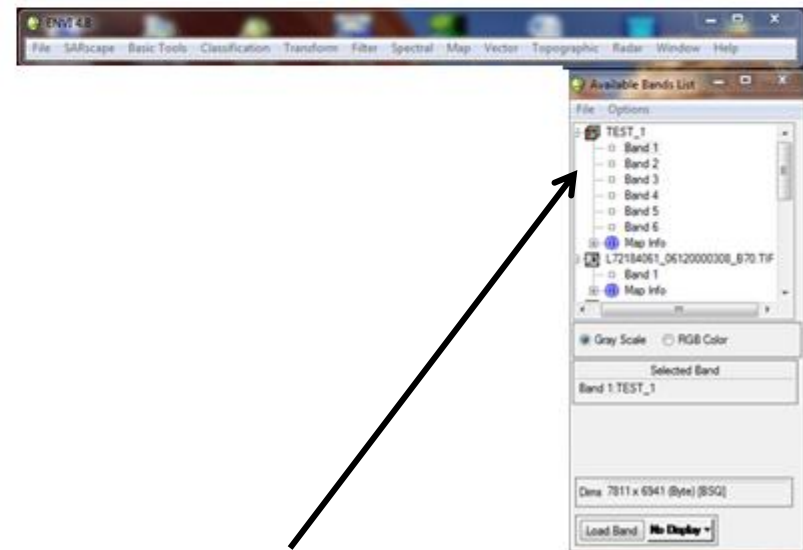 ENVI 4.8
File SARscape Basic Tools Classification Transform Filter Spectral Map Vector Topographic Radar Window Help
Available Bands List
File Options
TEST_1
Band 1
Band 2
Band 3
Band 4
Band 5
Band 6
Map Info
L72184061_06120000308_B70.TIF
Band 1
Map Info
Gray Scale RGB Color
Selected Band
Band 1:TEST_1
Dims 7811 x 6941 (Byte) [BSQ]
Load Band No Display